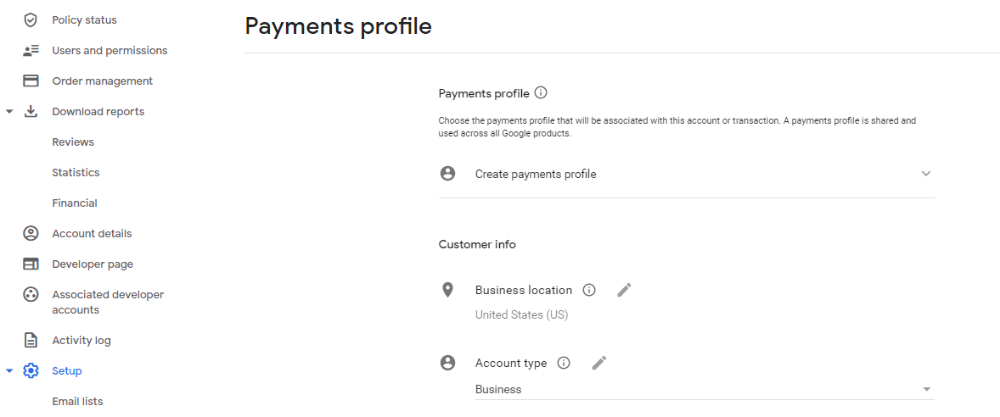 Policy status
Users and permissions
Order management
Download reports
Reviews
Statistics
Financial
Account details
Developer page
Associated developer
accounts
Activity log
Setup
Email lists
Payments profile
Payments profile
Choose the payments profile that will be associated with this account or transaction. A payments profile is shared and
used across all Google products.
Create payments profile
Customer info
Business location
United States (US)
Account type
Business